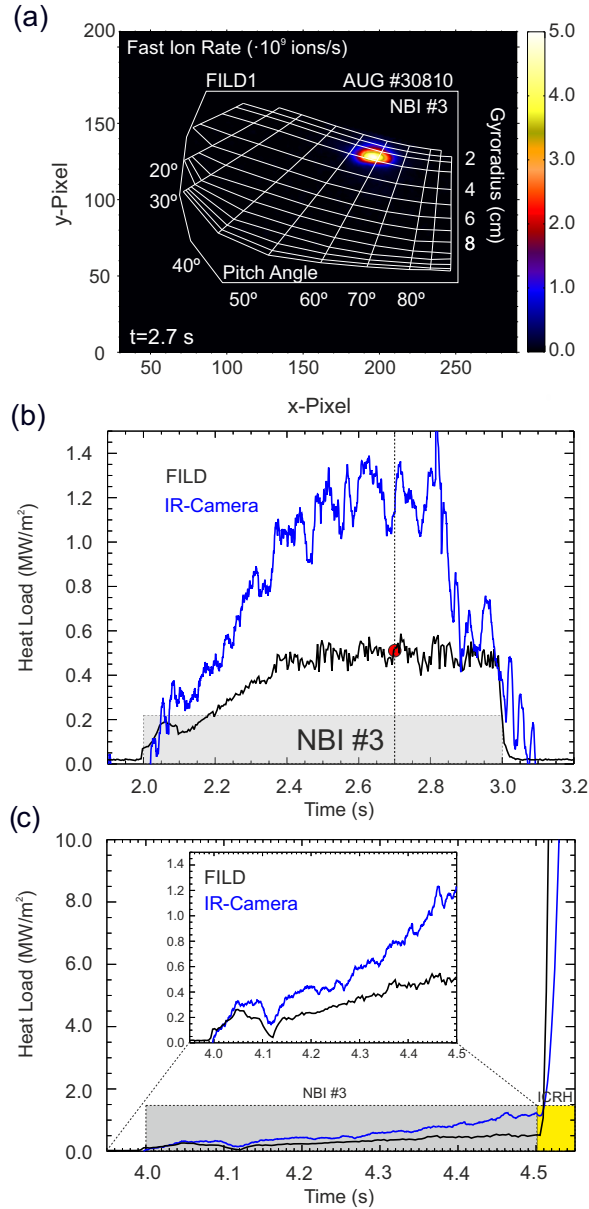 (a)
200
150
100
50
0
y-Pixel
Fast Ion Rate (·10⁹ ions/s)
FILD1
AUG #30810
NBI #3
20º
30º
40º
50º
60º
70º
80º
Pitch Angle
2
4
6
8
Gyroradius (cm)
t=2.7 s
5.0
4.0
3.0
2.0
1.0
0.0
50 100 150 200 250
x-Pixel
(b)
Heat Load (MW/m²)
1.4
1.2
1.0
0.8
0.6
0.4
0.2
0.0
FILD
IR-Camera
NBI #3
2.0 2.2 2.4 2.6 2.8 3.0 3.2
Time (s)
(c)
Heat Load (MW/m²)
10.0
8.0
6.0
4.0
2.0
0.0
1.4
1.2
1.0
0.8
0.6
0.4
0.2
0.0
FILD
IR-Camera
4.0 4.1 4.2 4.3 4.4 4.5
NBI #3
ICRH
4.0 4.1 4.2 4.3 4.4 4.5
Time (s)